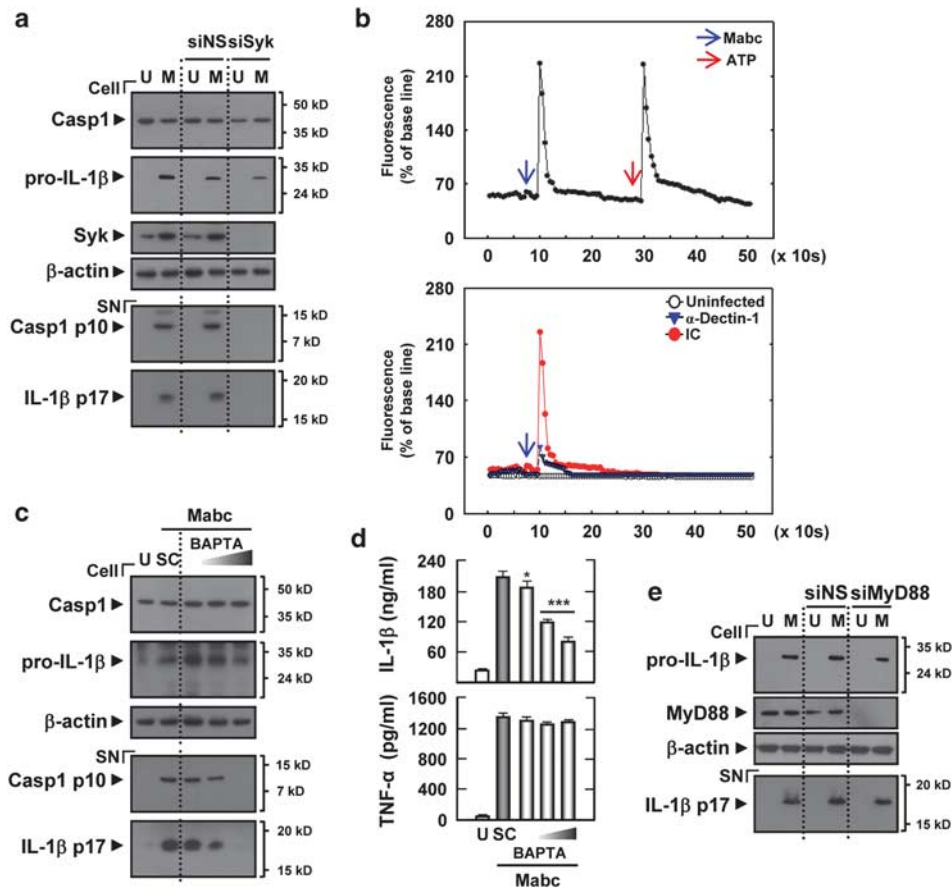 a
siNS siSyk
U M U M U M
Cell
Casp1
50 kD
35 kD
pro-IL-1β
35 kD
24 kD
Syk
β-actin
SN
Casp1 p10
15 kD
7 kD
IL-1β p17
20 kD
15 kD
b
Fluorescence
(% of base line)
280
210
140
70
0
Mabc
ATP
0 10 20 30 40 50 (x 10s)
Fluorescence
(% of base line)
280
210
140
70
0
Uninfected
α-Dectin-1
IC
0 10 20 30 40 50 (x 10s)
c
Mabc
BAPTA
U SC
Cell
Casp1
50 kD
35 kD
pro-IL-1β
35 kD
24 kD
β-actin
SN
Casp1 p10
15 kD
7 kD
IL-1β p17
20 kD
15 kD
d
IL-1β (ng/ml)
240
180
120
60
*
***
TNF-α (pg/ml)
1600
1200
800
400
0
U SC
BAPTA
Mabc
e
siNS siMyD88
U M U M U M
Cell
pro-IL-1β
35 kD
24 kD
MyD88
β-actin
SN
IL-1β p17
20 kD
15 kD